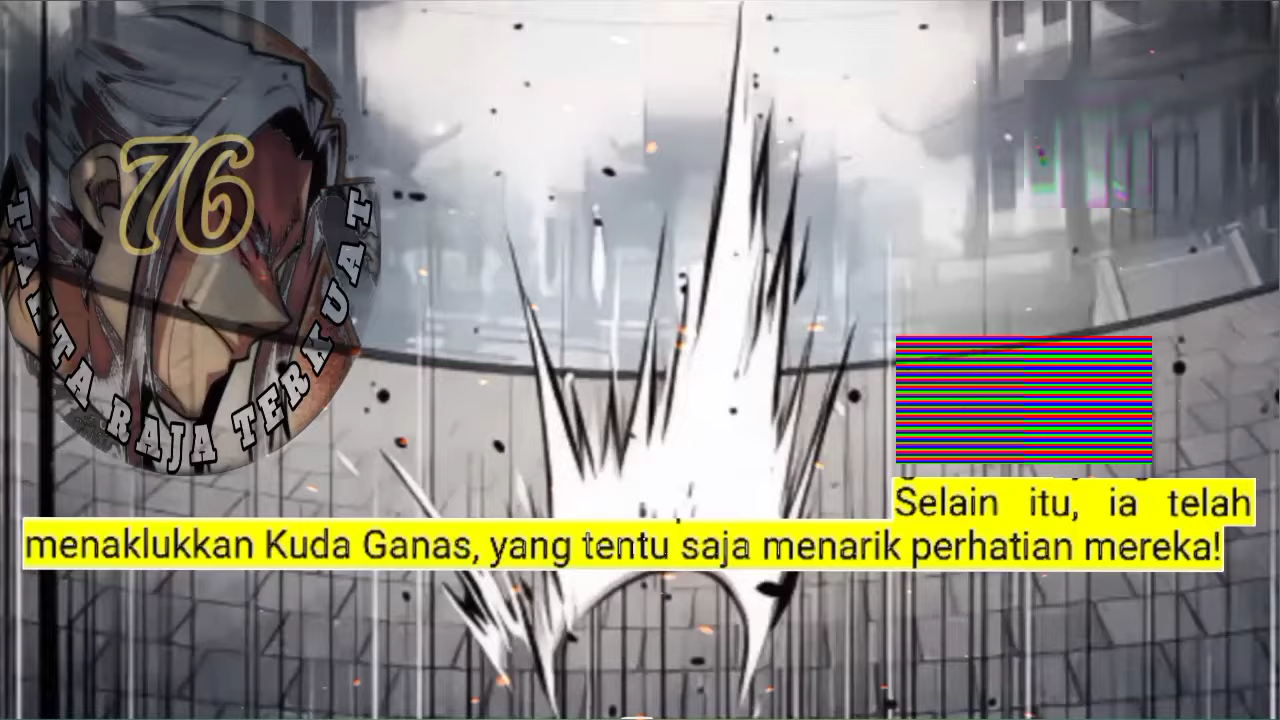 76
TAHTA RAJA TERKUAT
Selain itu, ia telah
menaklukkan Kuda Ganas, yang tentu saja menarik perhatian mereka!